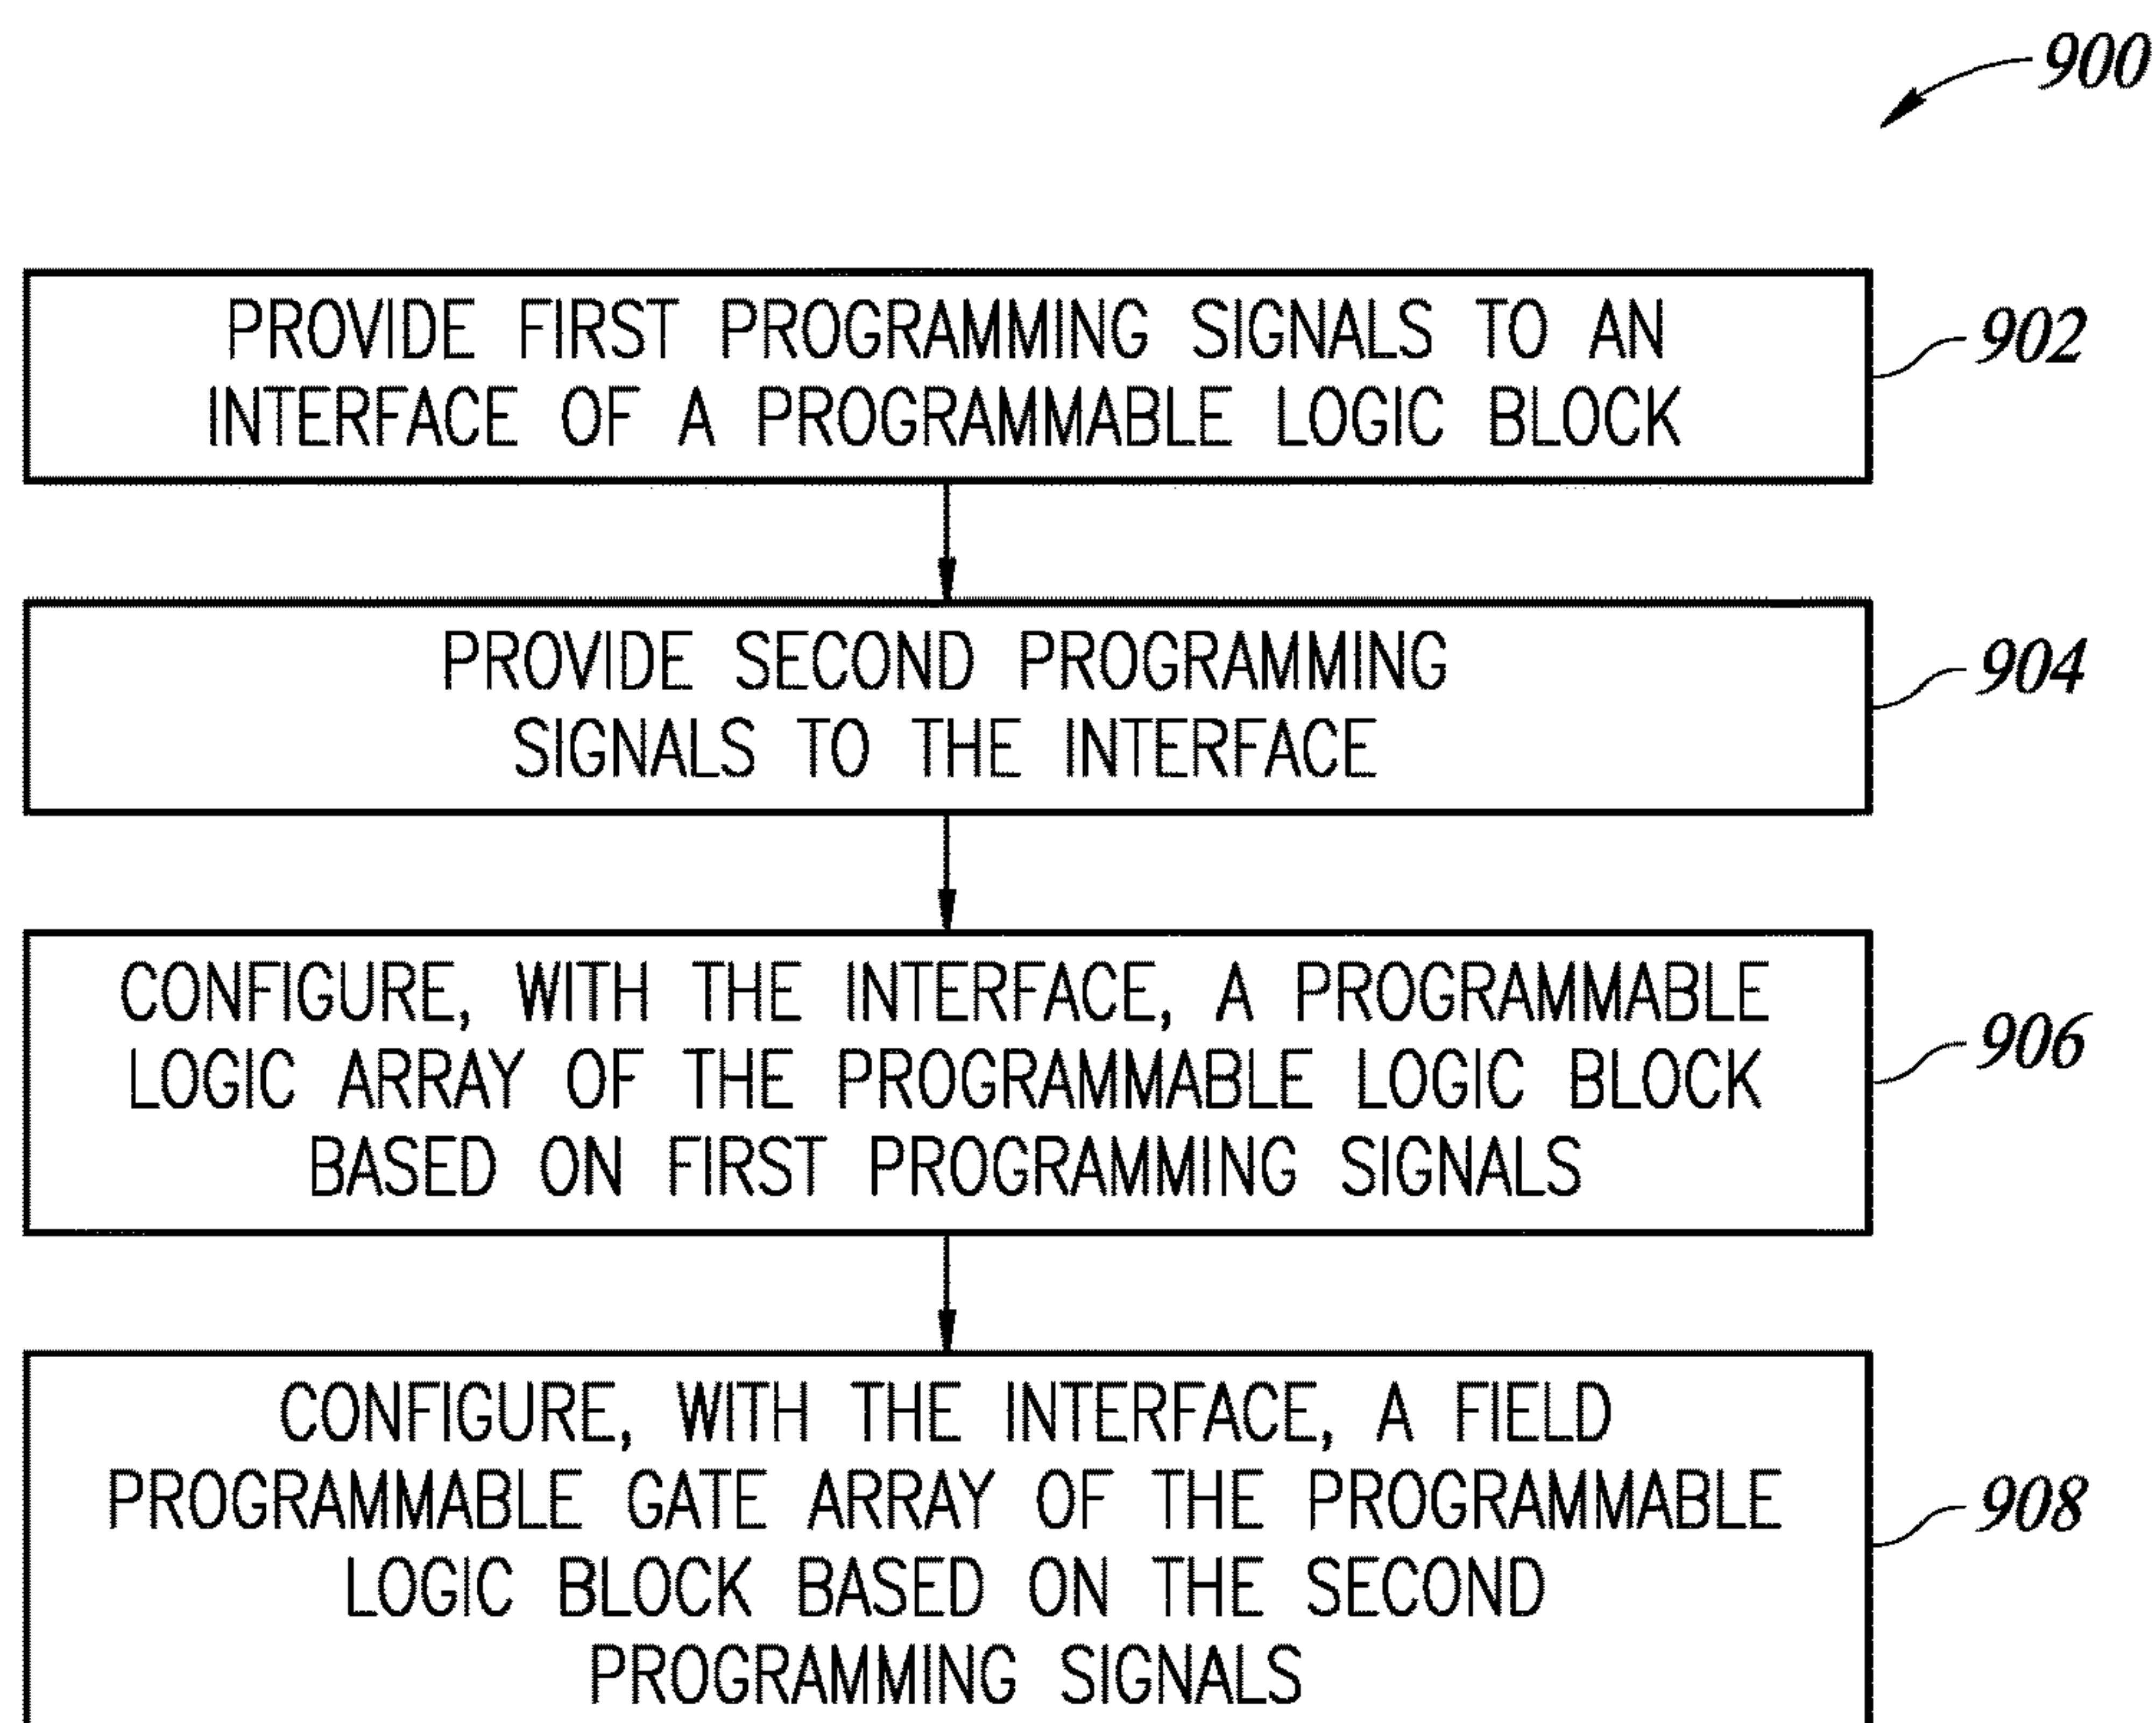 900
PROVIDE FIRST PROGRAMMING SIGNALS TO AN
INTERFACE OF A PROGRAMMABLE LOGIC BLOCK
902
PROVIDE SECOND PROGRAMMING
SIGNALS TO THE INTERFACE
904
CONFIGURE, WITH THE INTERFACE, A PROGRAMMABLE
LOGIC ARRAY OF THE PROGRAMMABLE LOGIC BLOCK
BASED ON FIRST PROGRAMMING SIGNALS
906
CONFIGURE, WITH THE INTERFACE, A FIELD
PROGRAMMABLE GATE ARRAY OF THE PROGRAMMABLE
LOGIC BLOCK BASED ON THE SECOND
PROGRAMMING SIGNALS
908